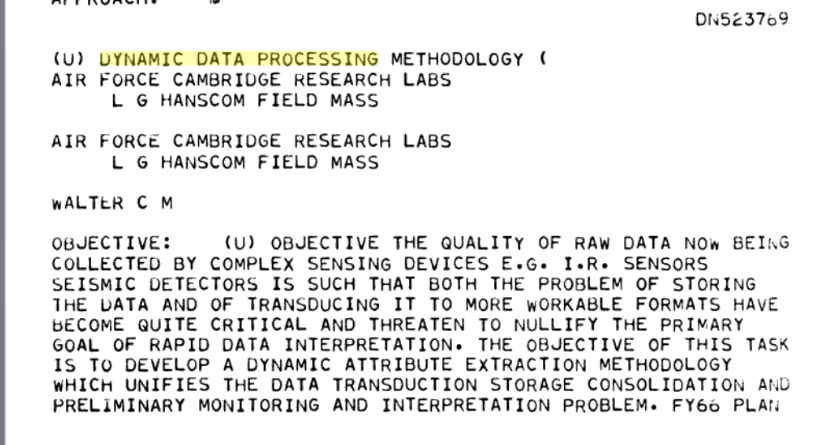 APPROACH:
DN523769
(U) DYNAMIC DATA PROCESSING METHODOLOGY (
AIR FORCE CAMBRIDGE RESEARCH LABS
L G HANSCOM FIELD MASS
AIR FORCE CAMBRIDGE RESEARCH LABS
L G HANSCOM FIELD MASS
WALTER C M
OBJECTIVE: (U) OBJECTIVE THE QUALITY OF RAW DATA NOW BEING
COLLECTED BY COMPLEX SENSING DEVICES E.G. I.R. SENSORS
SEISMIC DETECTORS IS SUCH THAT BOTH THE PROBLEM OF STORING
THE DATA AND OF TRANSDUCING IT TO MORE WORKABLE FORMATS HAVE
BECOME QUITE CRITICAL AND THREATEN TO NULLIFY THE PRIMARY
GOAL OF RAPID DATA INTERPRETATION. THE OBJECTIVE OF THIS TASK
IS TO DEVELOP A DYNAMIC ATTRIBUTE EXTRACTION METHODOLOGY
WHICH UNIFIES THE DATA TRANSDUCTION STORAGE CONSOLIDATION AND
PRELIMINARY MONITORING AND INTERPRETATION PROBLEM. FY66 PLAN